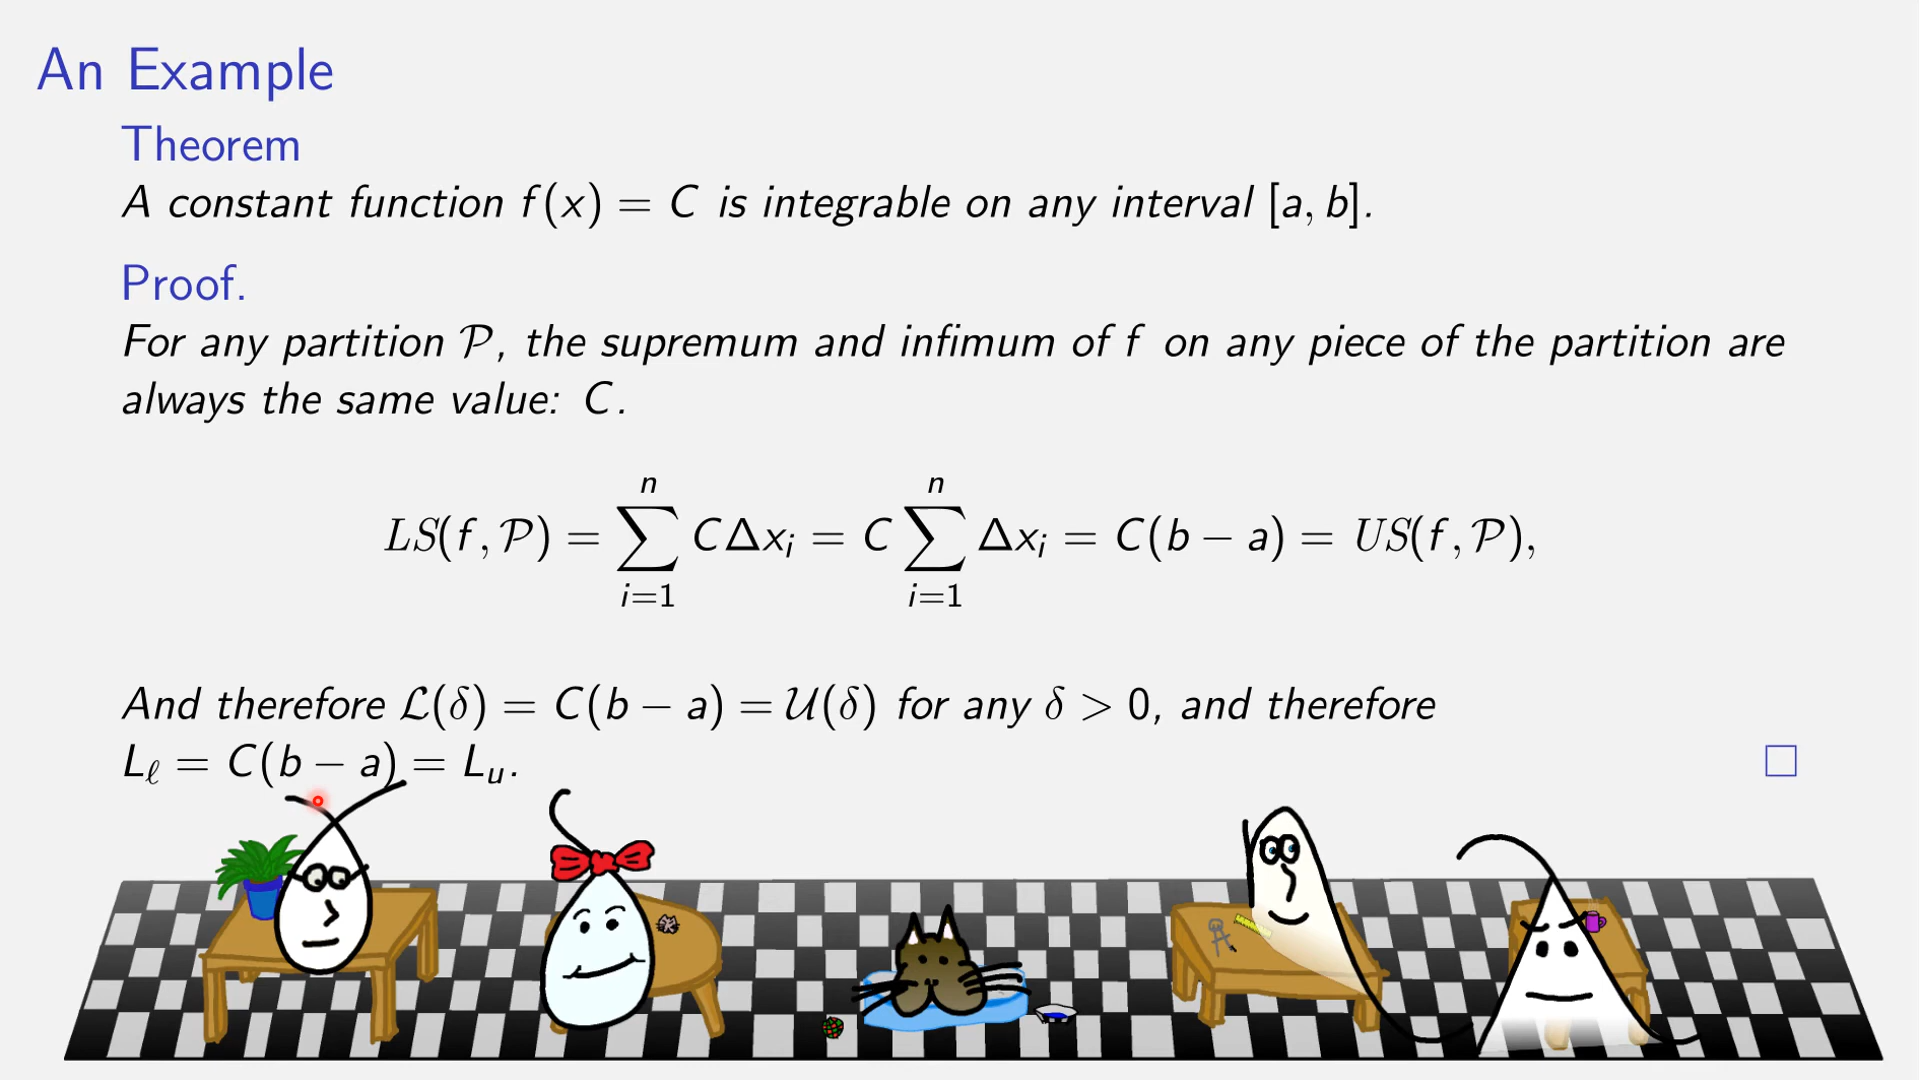 An Example
Theorem
A constant function f(x) = C is integrable on any interval [a, b].
Proof.
For any partition 𝒫, the supremum and infimum of f on any piece of the partition are
always the same value: C.
LS(f, 𝒫) = ∑_{i=1}^{n} CΔx_i = C ∑_{i=1}^{n} Δx_i = C(b − a) = US(f, 𝒫),
And therefore ℒ(δ) = C(b − a) = 𝒰(δ) for any δ > 0, and therefore
L_ℓ = C(b − a) = L_u. □